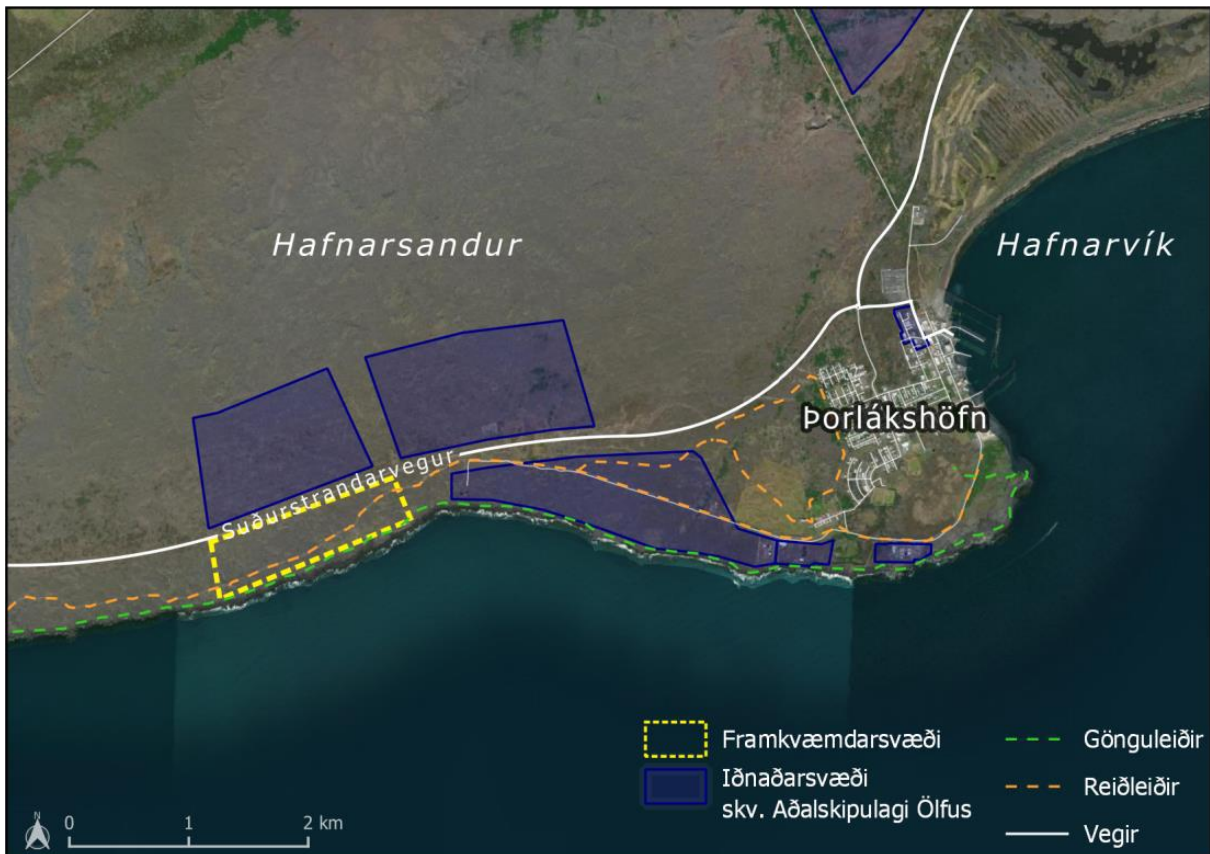 Hafnarsandur
Hafnarvík
Þorlákshöfn
Suðurstrandarvegur
Framkvæmdarsvæði
Iðnaðarsvæði
skv. Aðalskipulagi Ölfus
Gönguleiðir
Reiðleiðir
Vegir
N
0 1 2 km